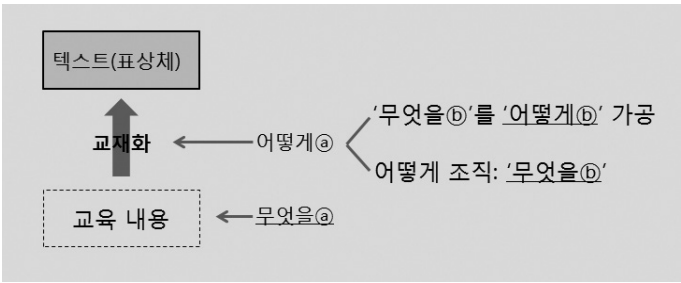 텍스트(표상체)
'무엇을ⓑ'를 '어떻게ⓑ' 가공
교재화
어떻게ⓐ
어떻게 조직: '무엇을ⓑ'
교육 내용
무엇을ⓐ